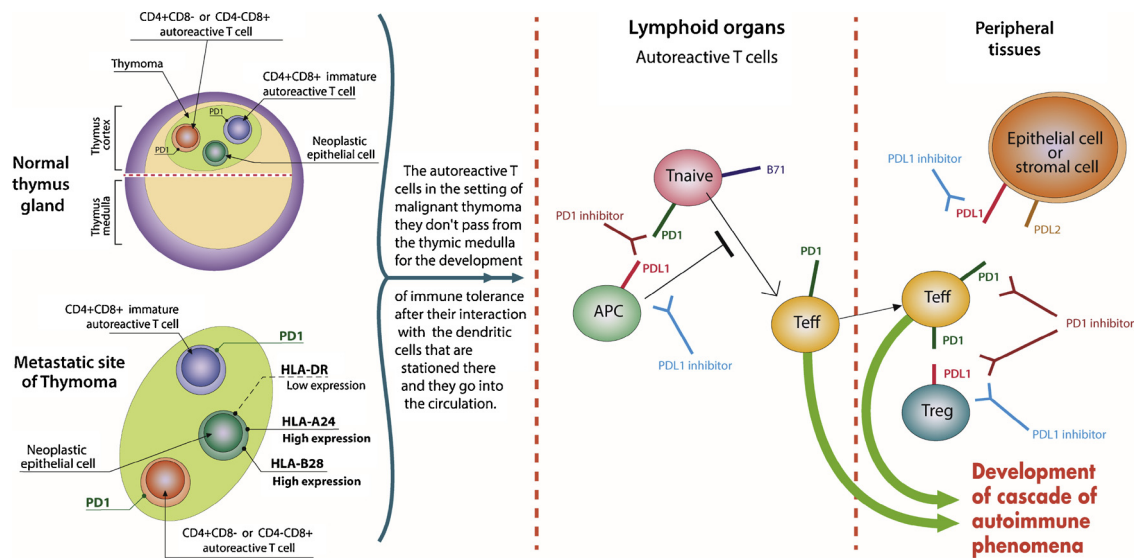 CD4+CD8- or CD4-CD8+
autoreactive T cell
Thymoma
CD4+CD8+ immature
autoreactive T cell
PD1
PD1
Neoplastic
epithelial cell
Thymus
cortex
Thymus
medulla
Normal
thymus
gland
CD4+CD8+ immature
autoreactive T cell
PD1
Metastatic site
of Thymoma
HLA-DR
Low expression
HLA-A24
High expression
HLA-B28
High expression
Neoplastic
epithelial cell
PD1
CD4+CD8- or CD4-CD8+
autoreactive T cell
The autoreactive T
cells in the setting of
malignant thymoma
they don't pass from
the thymic medulla
for the development
of immune tolerance
after their interaction
with the dendritic
cells that are
stationed there
and they go into
the circulation.
Lymphoid organs
Autoreactive T cells
Tnaive
B71
PD1 inhibitor
PD1
PDL1
APC
PDL1 inhibitor
PD1
Teff
Peripheral
tissues
Epithelial cell
or
stromal cell
PDL1 inhibitor
PDL1
PDL2
Teff
PD1
PD1
PD1 inhibitor
PDL1
Treg
PDL1 inhibitor
Development
of cascade of
autoimmune
phenomena